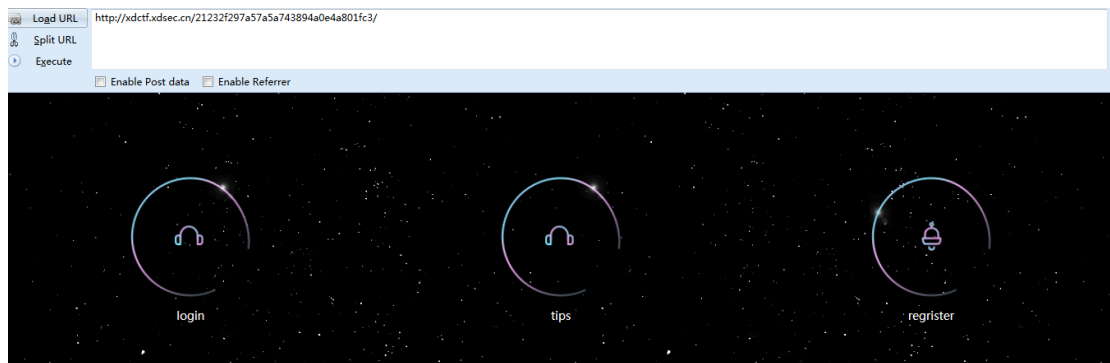 Load URL
http://xdctf.xdsec.cn/21232f297a57a5a743894a0e4a801fc3/
Split URL
Execute
Enable Post data Enable Referrer
login tips regrister